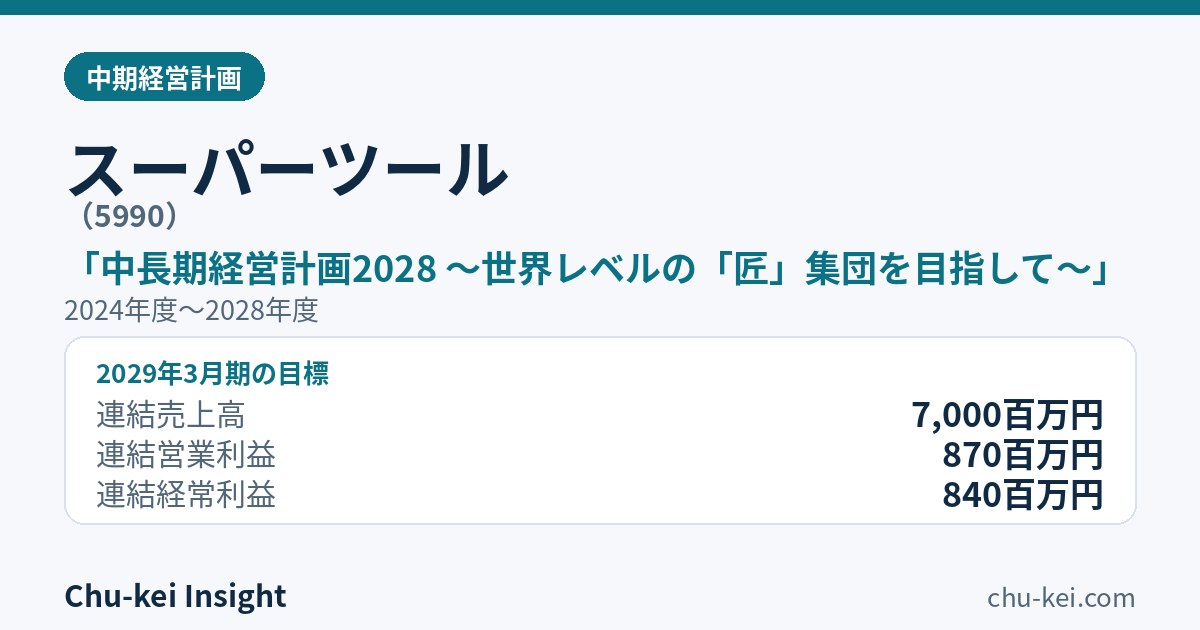 中期経営計画
スーパーツール
（5990）
「中長期経営計画2028 ～世界レベルの「匠」集団を目指して～」
2024年度～2028年度
2029年3月期の目標
連結売上高 7,000百万円
連結営業利益 870百万円
連結経常利益 840百万円
Chu-kei Insight chu-kei.com